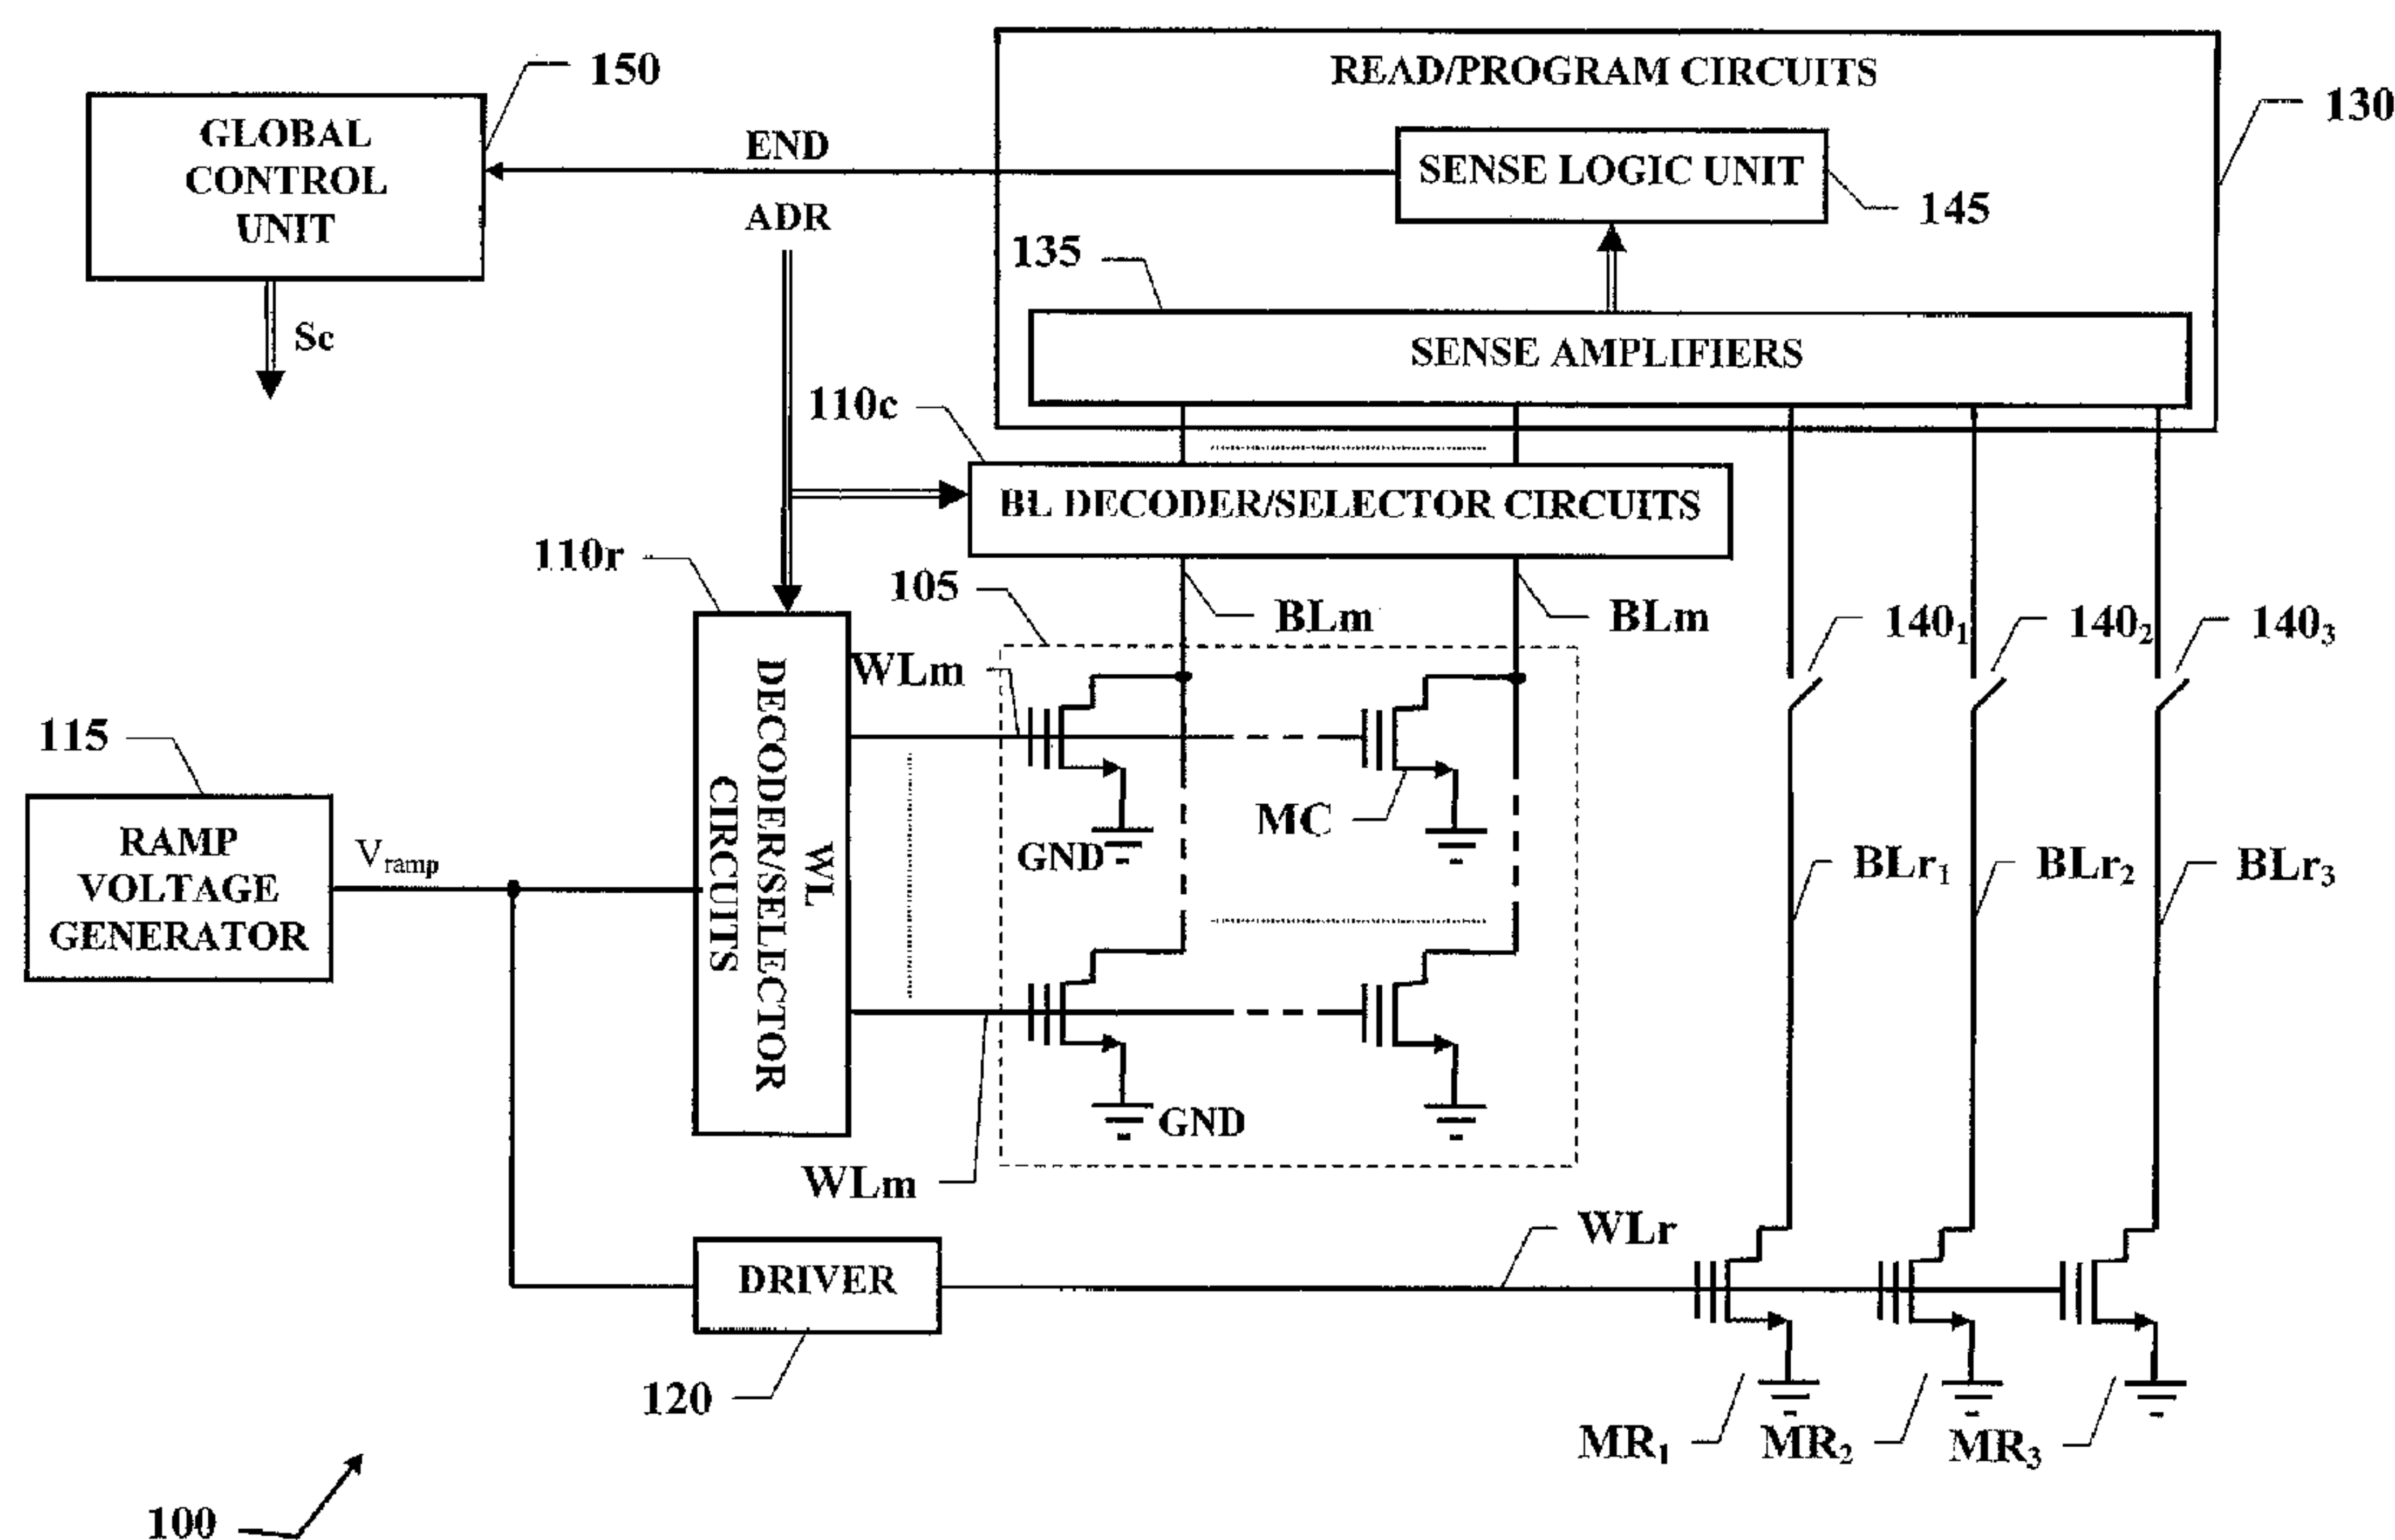 READ/PROGRAM CIRCUITS
150
130
GLOBAL
CONTROL
UNIT
END
SENSE LOGIC UNIT
145
ADR
135
Sc
SENSE AMPLIFIERS
110c
BL DECODER/SELECTOR CIRCUITS
110r
105
BLm
BLm
140₁
140₂
140₃
WLm
WL
DECODER/SELECTOR
CIRCUITS
115
RAMP
VOLTAGE
GENERATOR
Vramp
MC
GND
BLr₁
BLr₂
BLr₃
GND
WLm
WLr
DRIVER
120
MR₁
MR₂
MR₃
100